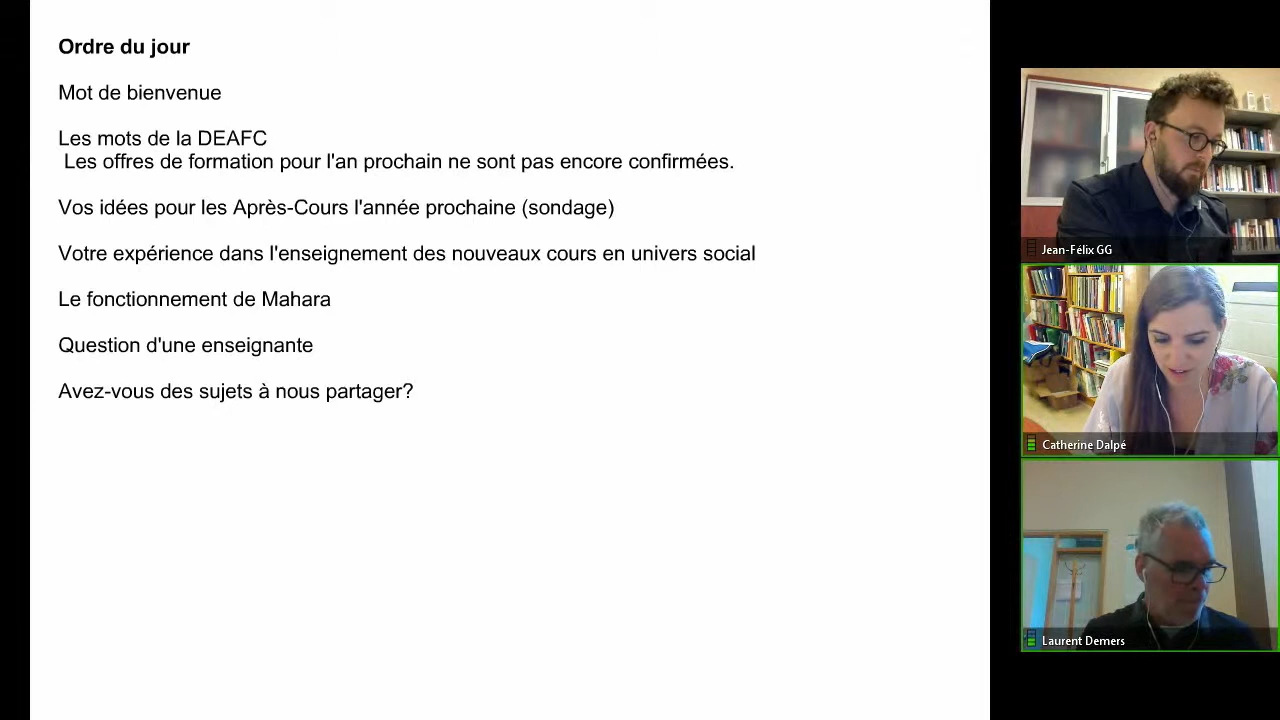 Ordre du jour
Mot de bienvenue
Les mots de la DEAFC
Les offres de formation pour l'an prochain ne sont pas encore confirmées.
Vos idées pour les Après-Cours l'année prochaine (sondage)
Votre expérience dans l'enseignement des nouveaux cours en univers social
Le fonctionnement de Mahara
Question d'une enseignante
Avez-vous des sujets à nous partager?
Jean-Félix GG
Catherine Dalpé
Laurent Demers